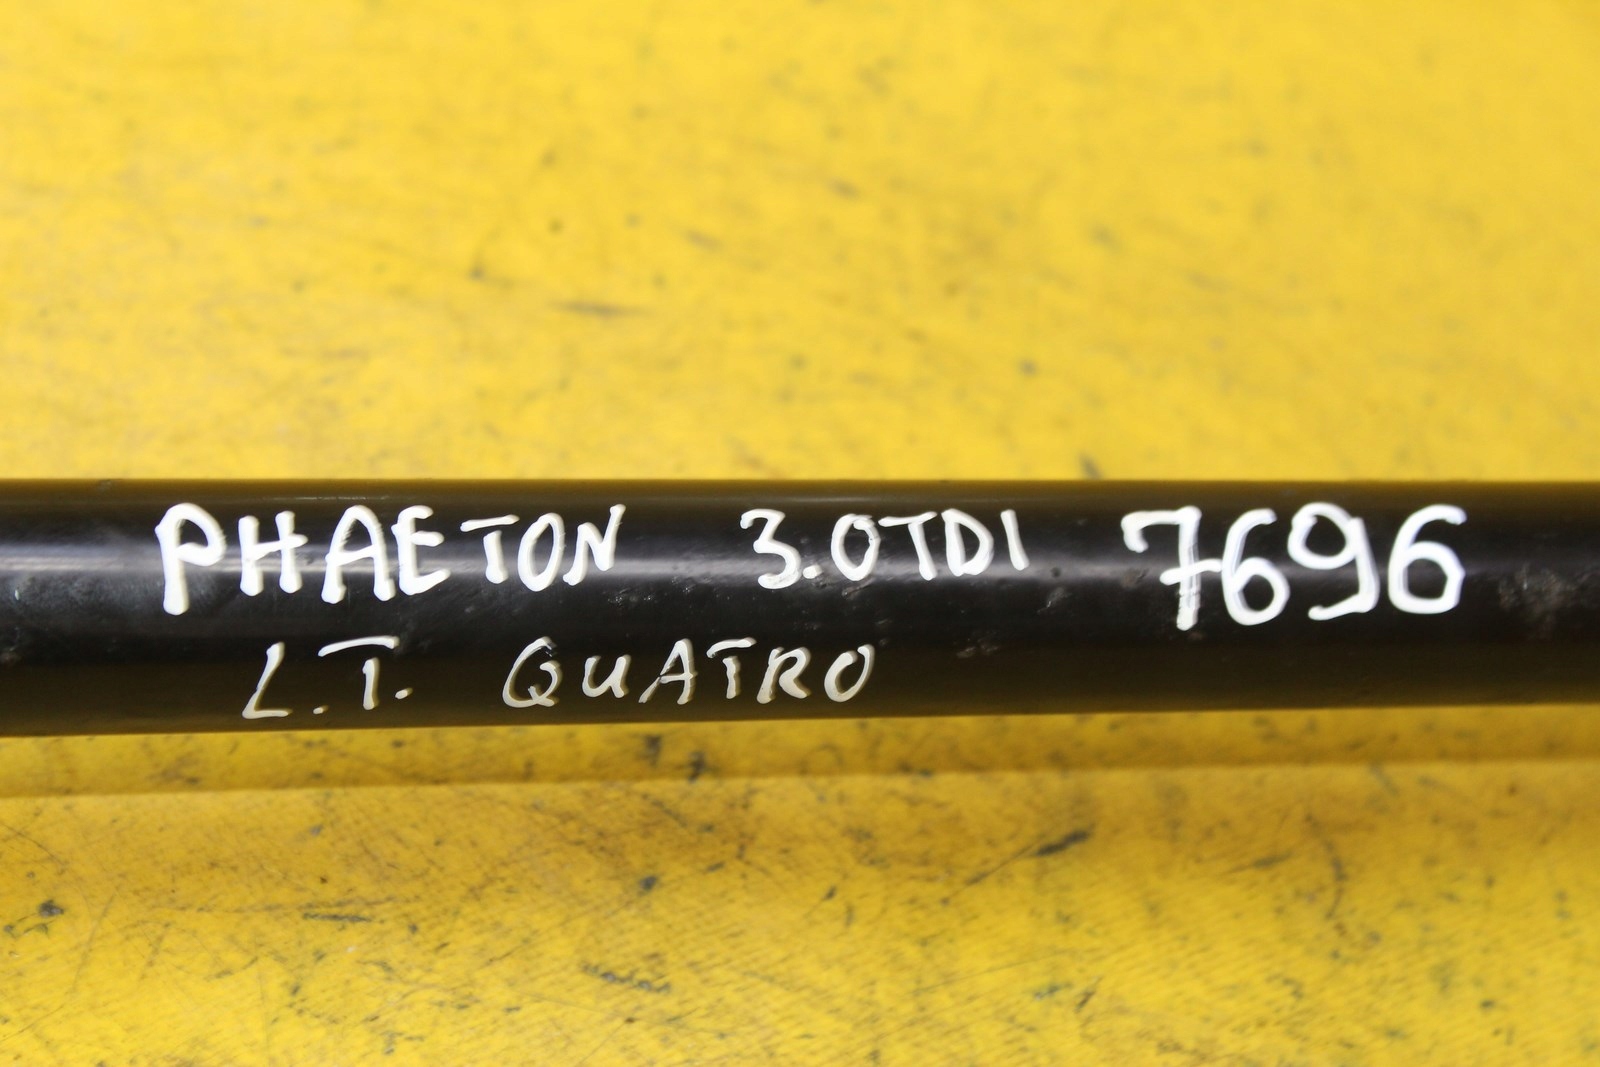 PHAETON 3.0TDI 7696
L.T. QUATRO